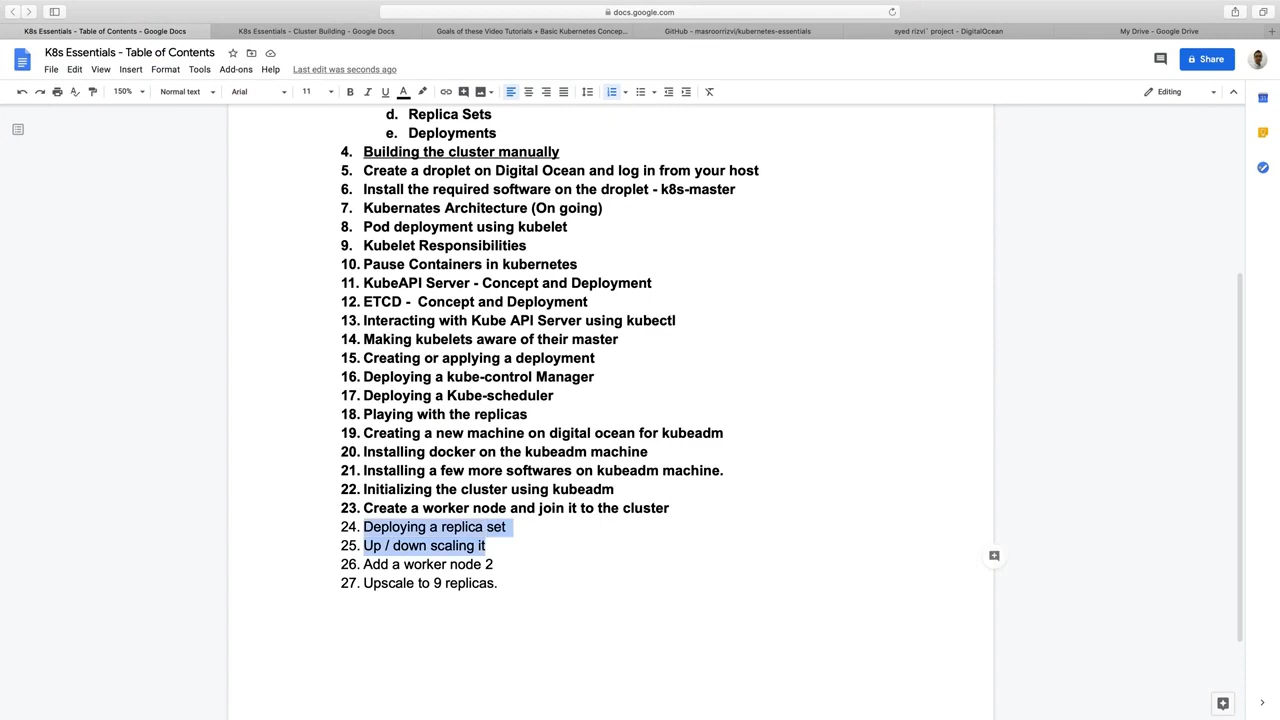 docs.google.com
K8s Essentials - Table of Contents - Google Docs
K8s Essentials - Cluster Building - Google Docs
Goals of these Video Tutorials + Basic Kubernetes Concep...
GitHub - masroorrizvi/kubernetes-essentials
syed rizvi` project - DigitalOcean
My Drive - Google Drive
K8s Essentials - Table of Contents
Share
File Edit View Insert Format Tools Add-ons Help Last edit was seconds ago
150% Normal text Arial 11 B I U A Editing
d. Replica Sets
e. Deployments
4. Building the cluster manually
5. Create a droplet on Digital Ocean and log in from your host
6. Install the required software on the droplet - k8s-master
7. Kubernates Architecture (On going)
8. Pod deployment using kubelet
9. Kubelet Responsibilities
10. Pause Containers in kubernetes
11. KubeAPI Server - Concept and Deployment
12. ETCD - Concept and Deployment
13. Interacting with Kube API Server using kubectl
14. Making kubelets aware of their master
15. Creating or applying a deployment
16. Deploying a kube-control Manager
17. Deploying a Kube-scheduler
18. Playing with the replicas
19. Creating a new machine on digital ocean for kubeadm
20. Installing docker on the kubeadm machine
21. Installing a few more softwares on kubeadm machine.
22. Initializing the cluster using kubeadm
23. Create a worker node and join it to the cluster
24. Deploying a replica set
25. Up / down scaling it
26. Add a worker node 2
27. Upscale to 9 replicas.